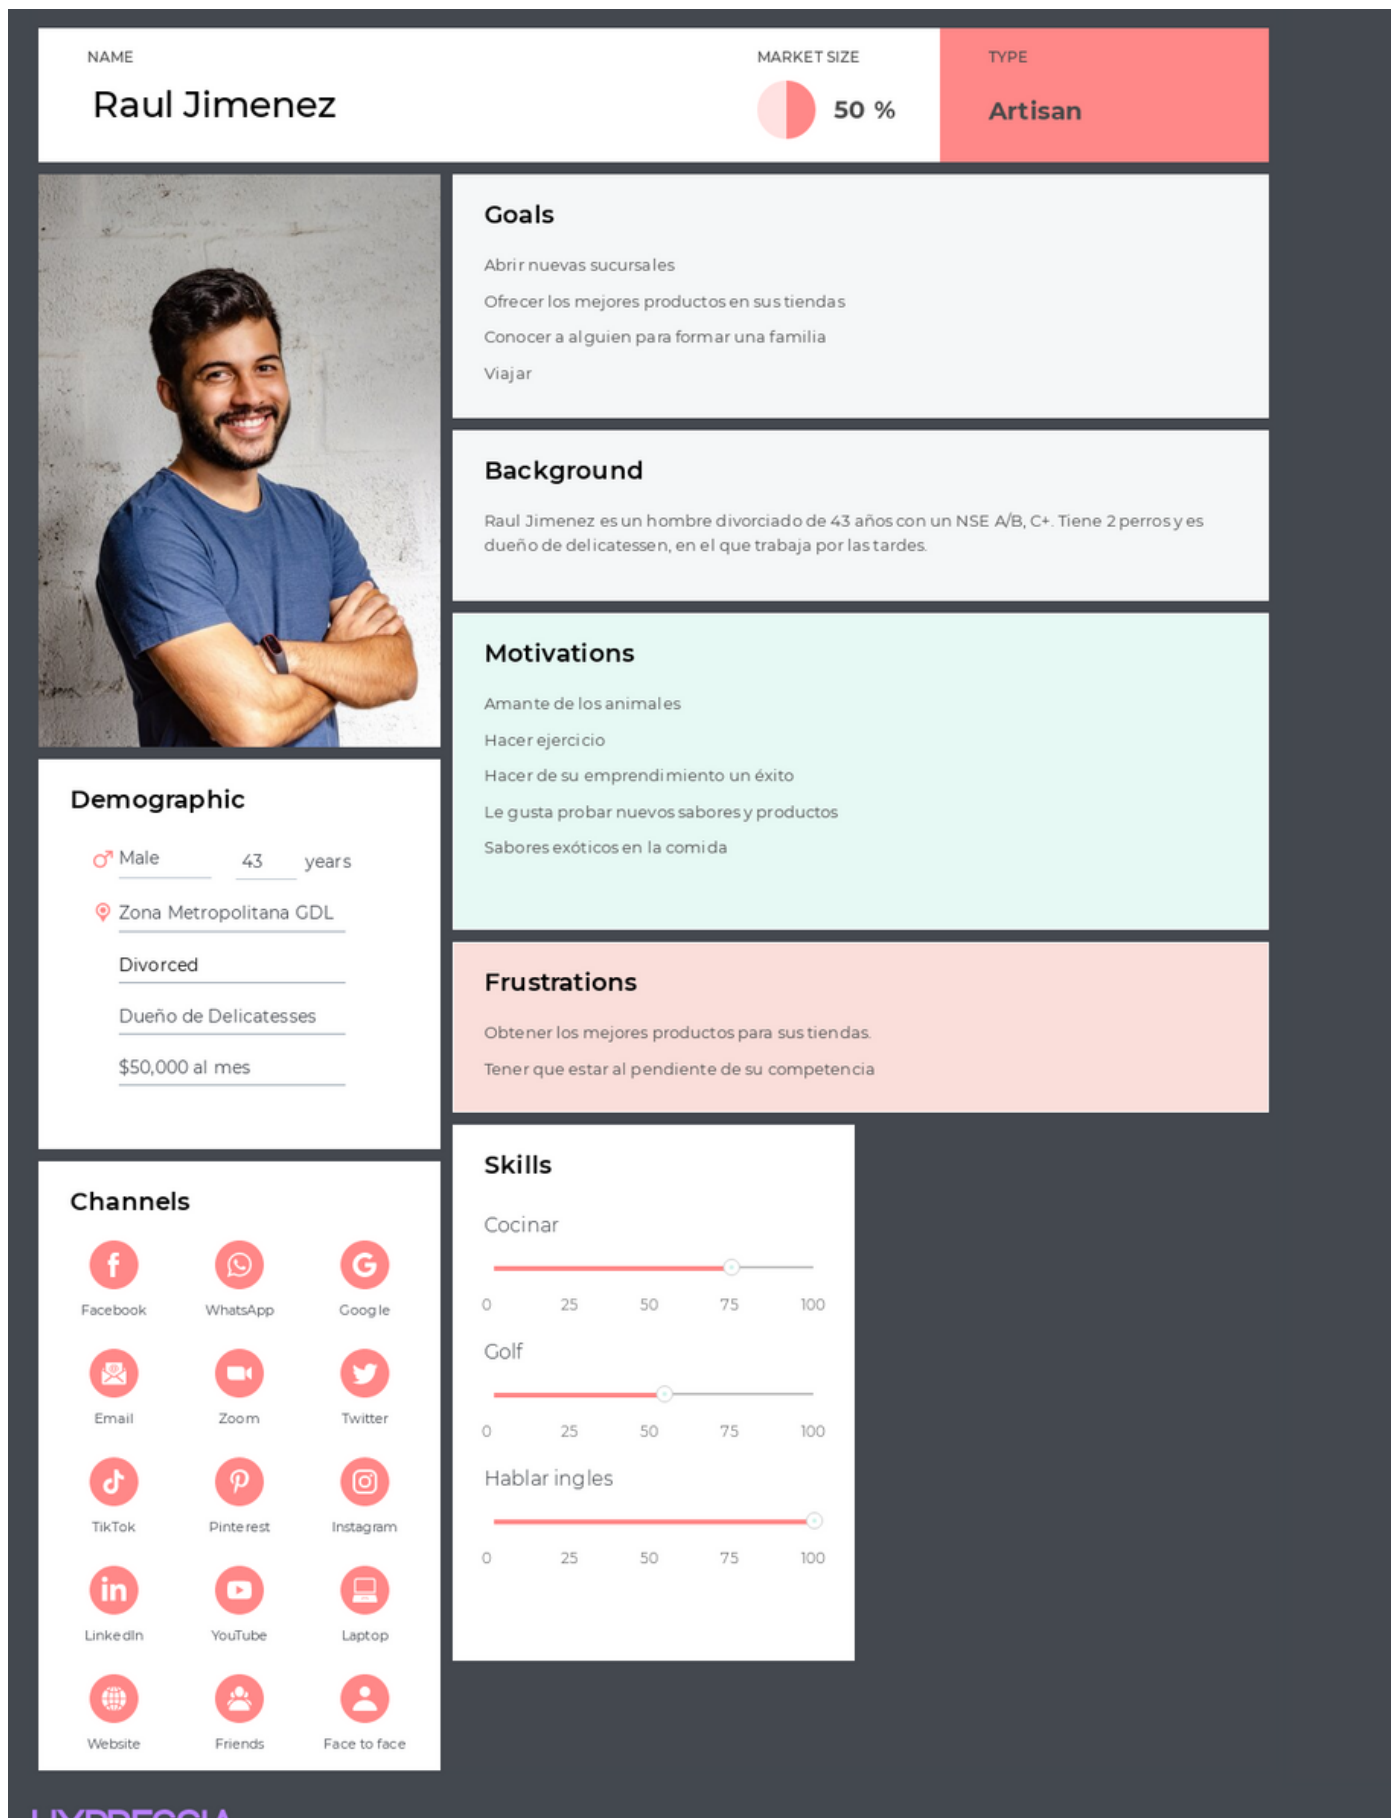 NAME
Raul Jimenez
MARKET SIZE
50 %
TYPE
Artisan
Goals
Abrir nuevas sucursales
Ofrecer los mejores productos en sus tiendas
Conocer a alguien para formar una familia
Viajar
Background
Raul Jimenez es un hombre divorciado de 43 años con un NSE A/B, C+. Tiene 2 perros y es
dueño de delicatessen, en el que trabaja por las tardes.
Motivations
Amante de los animales
Hacer ejercicio
Hacer de su emprendimiento un éxito
Le gusta probar nuevos sabores y productos
Sabores exóticos en la comida
Frustrations
Obtener los mejores productos para sus tiendas.
Tener que estar al pendiente de su competencia
Demographic
Male 43 years
Zona Metropolitana GDL
Divorced
Dueño de Delicatesses
$50,000 al mes
Channels
Facebook WhatsApp Google
Email Zoom Twitter
TikTok Pinterest Instagram
LinkedIn YouTube Laptop
Website Friends Face to face
Skills
Cocinar
0 25 50 75 100
Golf
0 25 50 75 100
Hablar ingles
0 25 50 75 100